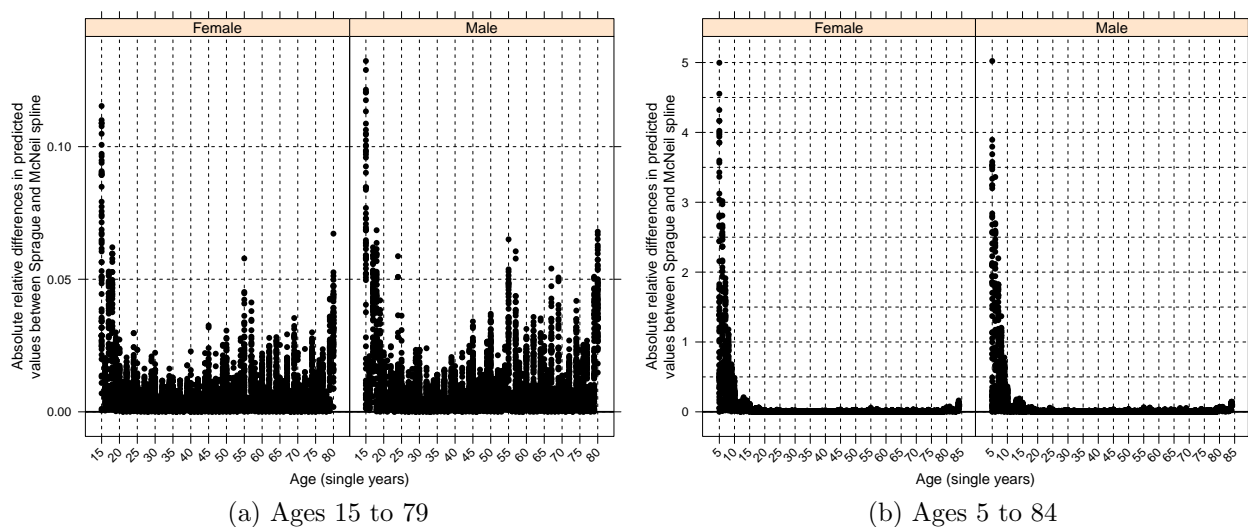 Female Male
Absolute relative differences in predicted
values between Sprague and McNeil spline
0.10
0.05
0.00
15 20 25 30 35 40 45 50 55 60 65 70 75 80 15 20 25 30 35 40 45 50 55 60 65 70 75 80
Age (single years)
(a) Ages 15 to 79
Female Male
Absolute relative differences in predicted
values between Sprague and McNeil spline
5
4
3
2
1
0
5 10 15 20 25 30 35 40 45 50 55 60 65 70 75 80 85 5 10 15 20 25 30 35 40 45 50 55 60 65 70 75 80 85
Age (single years)
(b) Ages 5 to 84